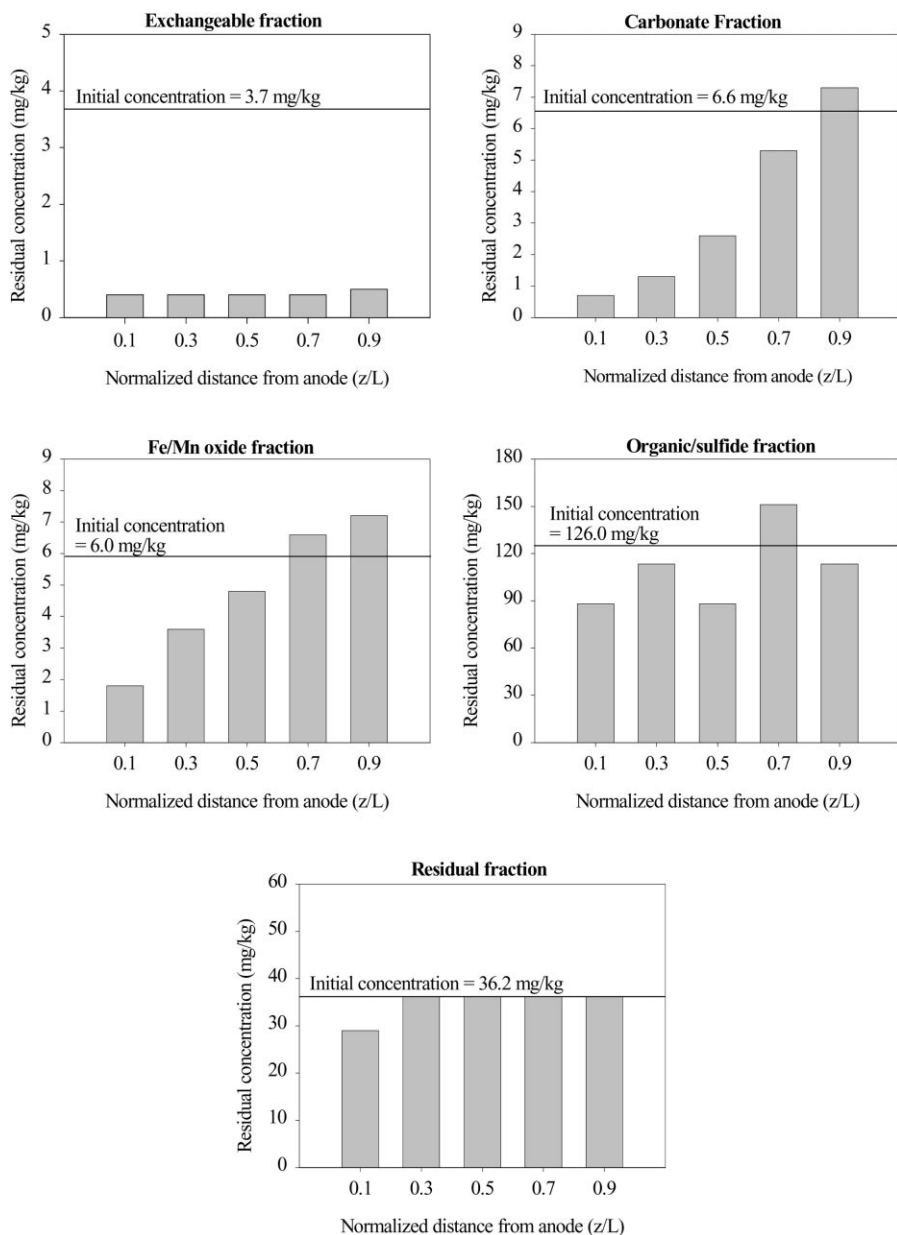 Exchangeable fraction
5
4
3
2
1
0
Residual concentration (mg/kg)
Initial concentration = 3.7 mg/kg
0.1 0.3 0.5 0.7 0.9
Normalized distance from anode (z/L)
Carbonate Fraction
9
8
7
6
5
4
3
2
1
0
Residual concentration (mg/kg)
Initial concentration = 6.6 mg/kg
0.1 0.3 0.5 0.7 0.9
Normalized distance from anode (z/L)
Fe/Mn oxide fraction
9
8
7
6
5
4
3
2
1
0
Residual concentration (mg/kg)
Initial concentration
= 6.0 mg/kg
0.1 0.3 0.5 0.7 0.9
Normalized distance from anode (z/L)
Organic/sulfide fraction
180
150
120
90
60
30
0
Residual concentration (mg/kg)
Initial concentration
= 126.0 mg/kg
0.1 0.3 0.5 0.7 0.9
Normalized distance from anode (z/L)
Residual fraction
60
50
40
30
20
10
0
Residual concentration (mg/kg)
Initial concentration = 36.2 mg/kg
0.1 0.3 0.5 0.7 0.9
Normalized distance from anode (z/L)